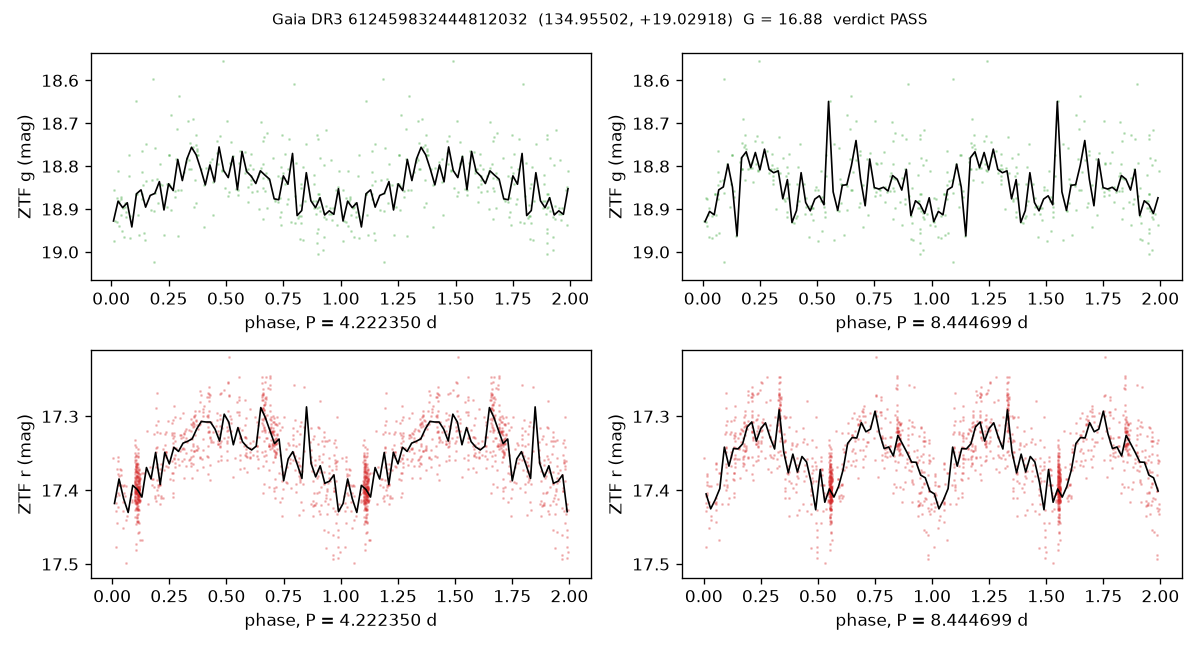 Gaia DR3 612459832444812032 (134.95502, +19.02918) G = 16.88 verdict PASS
ZTF g (mag)
18.6
18.7
18.8
18.9
19.0
0.00 0.25 0.50 0.75 1.00 1.25 1.50 1.75 2.00
phase, P = 4.222350 d
ZTF g (mag)
18.6
18.7
18.8
18.9
19.0
0.00 0.25 0.50 0.75 1.00 1.25 1.50 1.75 2.00
phase, P = 8.444699 d
ZTF r (mag)
17.3
17.4
17.5
0.00 0.25 0.50 0.75 1.00 1.25 1.50 1.75 2.00
phase, P = 4.222350 d
ZTF r (mag)
17.3
17.4
17.5
0.00 0.25 0.50 0.75 1.00 1.25 1.50 1.75 2.00
phase, P = 8.444699 d